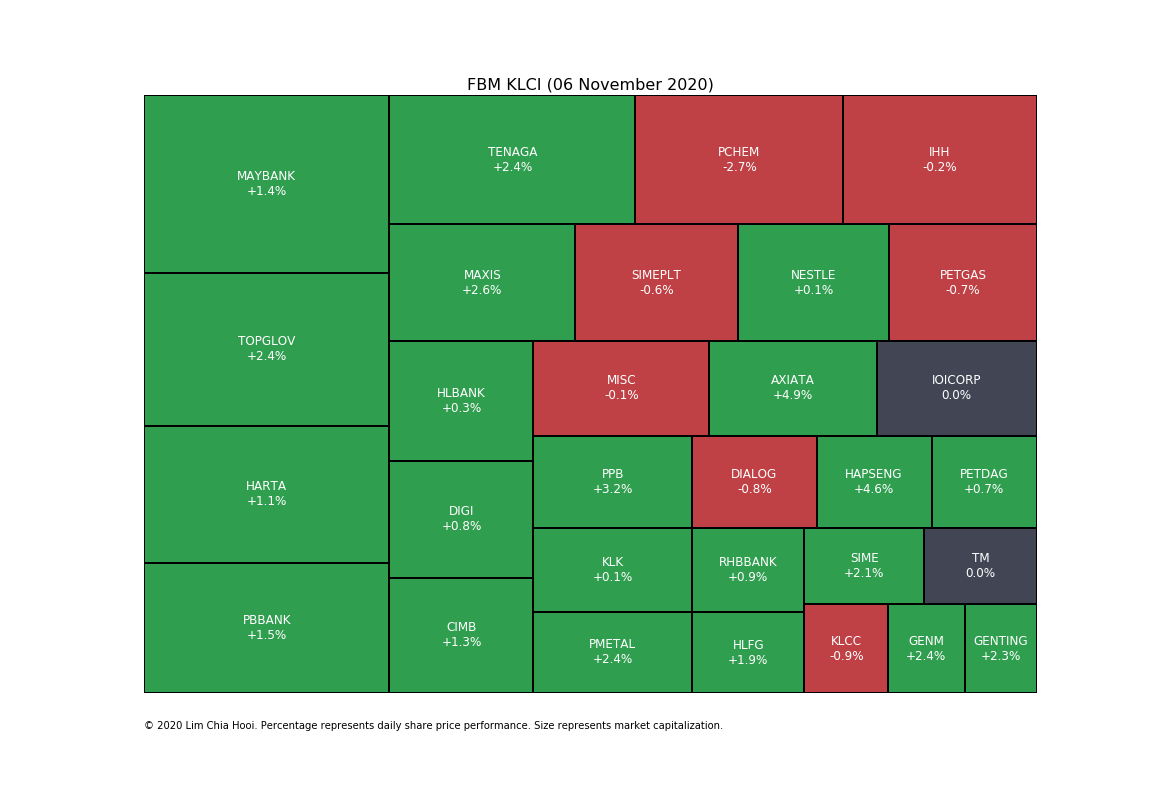 FBM KLCI (06 November 2020)
MAYBANK
+1.4%
TOPGLOV
+2.4%
HARTA
+1.1%
PBBANK
+1.5%
TENAGA
+2.4%
PCHEM
-2.7%
IHH
-0.2%
MAXIS
+2.6%
SIMEPLT
-0.6%
NESTLE
+0.1%
PETGAS
-0.7%
HLBANK
+0.3%
DIGI
+0.8%
CIMB
+1.3%
MISC
-0.1%
AXIATA
+4.9%
IOICORP
0.0%
PPB
+3.2%
DIALOG
-0.8%
HAPSENG
+4.6%
PETDAG
+0.7%
KLK
+0.1%
PMETAL
+2.4%
RHBBANK
+0.9%
HLFG
+1.9%
SIME
+2.1%
TM
0.0%
KLCC
-0.9%
GENM
+2.4%
GENTING
+2.3%
© 2020 Lim Chia Hooi. Percentage represents daily share price performance. Size represents market capitalization.